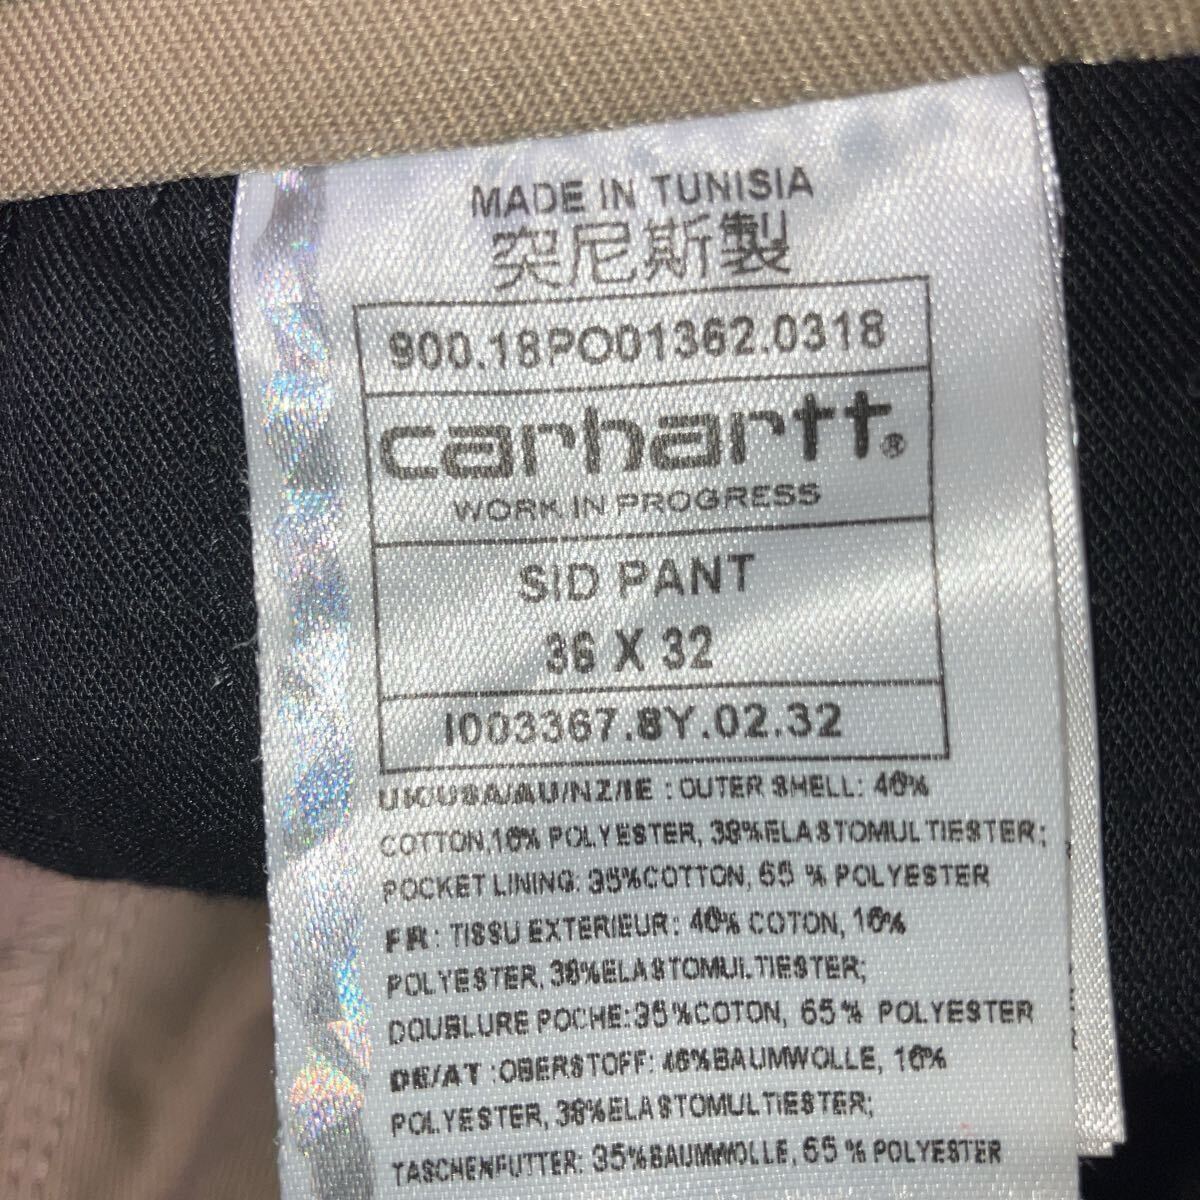 MADE IN TUNISIA
突尼斯製
900.18PO01362.0318
carhartt®
WORK IN PROGRESS
SID PANT
36 X 32
I003367.8Y.02.32
UK/USA/AU/NZ/IE : OUTER SHELL: 46%
COTTON,16% POLYESTER, 38%ELASTOMULTIESTER;
POCKET LINING: 35%COTTON, 65 % POLYESTER
FR: TISSU EXTERIEUR: 46% COTON, 16%
POLYESTER, 38%ELASTOMULTIESTER;
DOUBLURE POCHE:35%COTON, 65% POLYESTER
DE/AT :OBERSTOFF: 46%BAUMWOLLE, 16%
POLYESTER, 38%ELASTOMULTIESTER;
TASCHENFUTTER: 35%BAUMWOLLE, 65 % POLYESTER